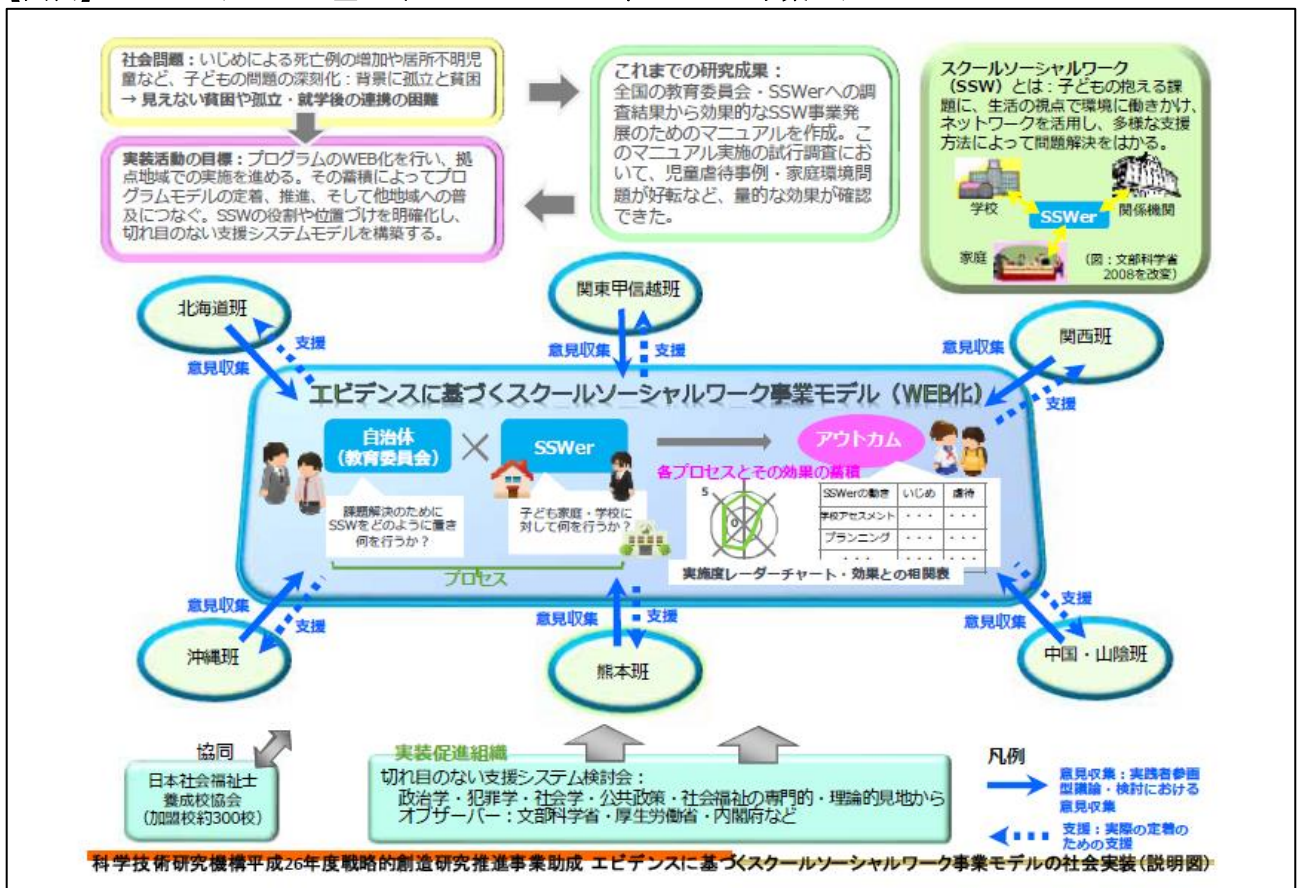 社会問題：いじめによる死亡例の増加や居所不明児
童など、子どもの問題の深刻化：背景に孤立と貧困
→ 見えない貧困や孤立・就学後の連携の困難
実装活動の目標：プログラムのWEB化を行い、拠
点地域での実施を進める。その蓄積によってプロ
グラムモデルの定着、推進、そして他地域への普
及につなぐ。SSWの役割や位置づけを明確化し、
切れ目のない支援システムモデルを構築する。
これまでの研究成果：
全国の教育委員会・SSWerへの調
査結果から効果的なSSW事業発
展のためのマニュアルを作成。こ
のマニュアル実施の試行調査にお
いて、児童虐待事例・家庭環境問
題が好転など、量的な効果が確認
できた。
スクールソーシャルワーク
（SSW）とは：子どもの抱える課
題に、生活の視点で環境に働きかけ、
ネットワークを活用し、多様な支援
方法によって問題解決をはかる。
学校
SSWer
関係機関
家庭
（図：文部科学省
2008を改変）
北海道班
関東甲信越班
関西班
意見収集
支援
意見収集
支援
意見収集
支援
エビデンスに基づくスクールソーシャルワーク事業モデル（WEB化）
自治体
（教育委員会）
SSWer
アウトカム
各プロセスとその効果の蓄積
課題解決のために
SSWをどのように置き
何を行うか？
子ども家庭・学校に
対して何を行うか？
プロセス
5
0
SSWerの動き いじめ 虐待
学校アセスメント ・・・ ・・・
プランニング ・・・ ・・・
・・・ ・・・ ・・・
実施度レーダーチャート・効果との相関表
意見収集
支援
意見収集
支援
意見収集
支援
沖縄班
熊本班
中国・山陰班
協同
日本社会福祉士
養成校協会
（加盟校約300校）
実装促進組織
切れ目のない支援システム検討会：
政治学・犯罪学・社会学・公共政策・社会福祉の専門的・理論的見地から
オブザーバー：文部科学省・厚生労働省・内閣府など
凡例
意見収集：実践者参画
型議論・検討における
意見収集
支援：実際の定着の
ための支援
科学技術研究機構平成26年度戦略的創造研究推進事業助成 エビデンスに基づくスクールソーシャルワーク事業モデルの社会実装（説明図）